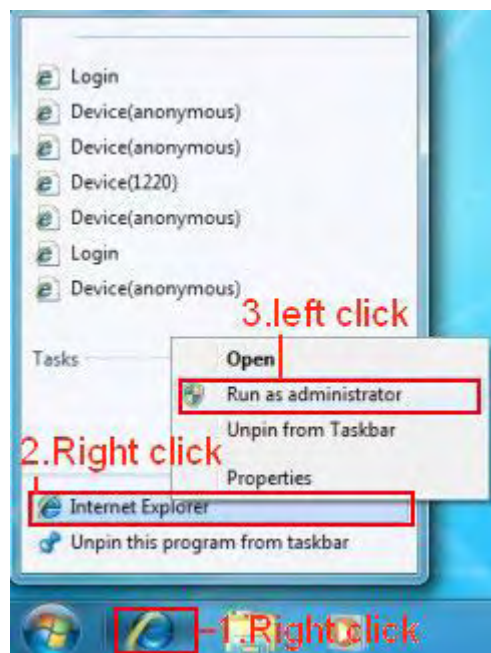 Login
Device(anonymous)
Device(anonymous)
Device(1220)
Device(anonymous)
Login
Device(anonymous)
3.left click
Tasks
Open
Run as administrator
Unpin from Taskbar
Properties
2.Right click
Internet Explorer
Unpin this program from taskbar
1.Right click